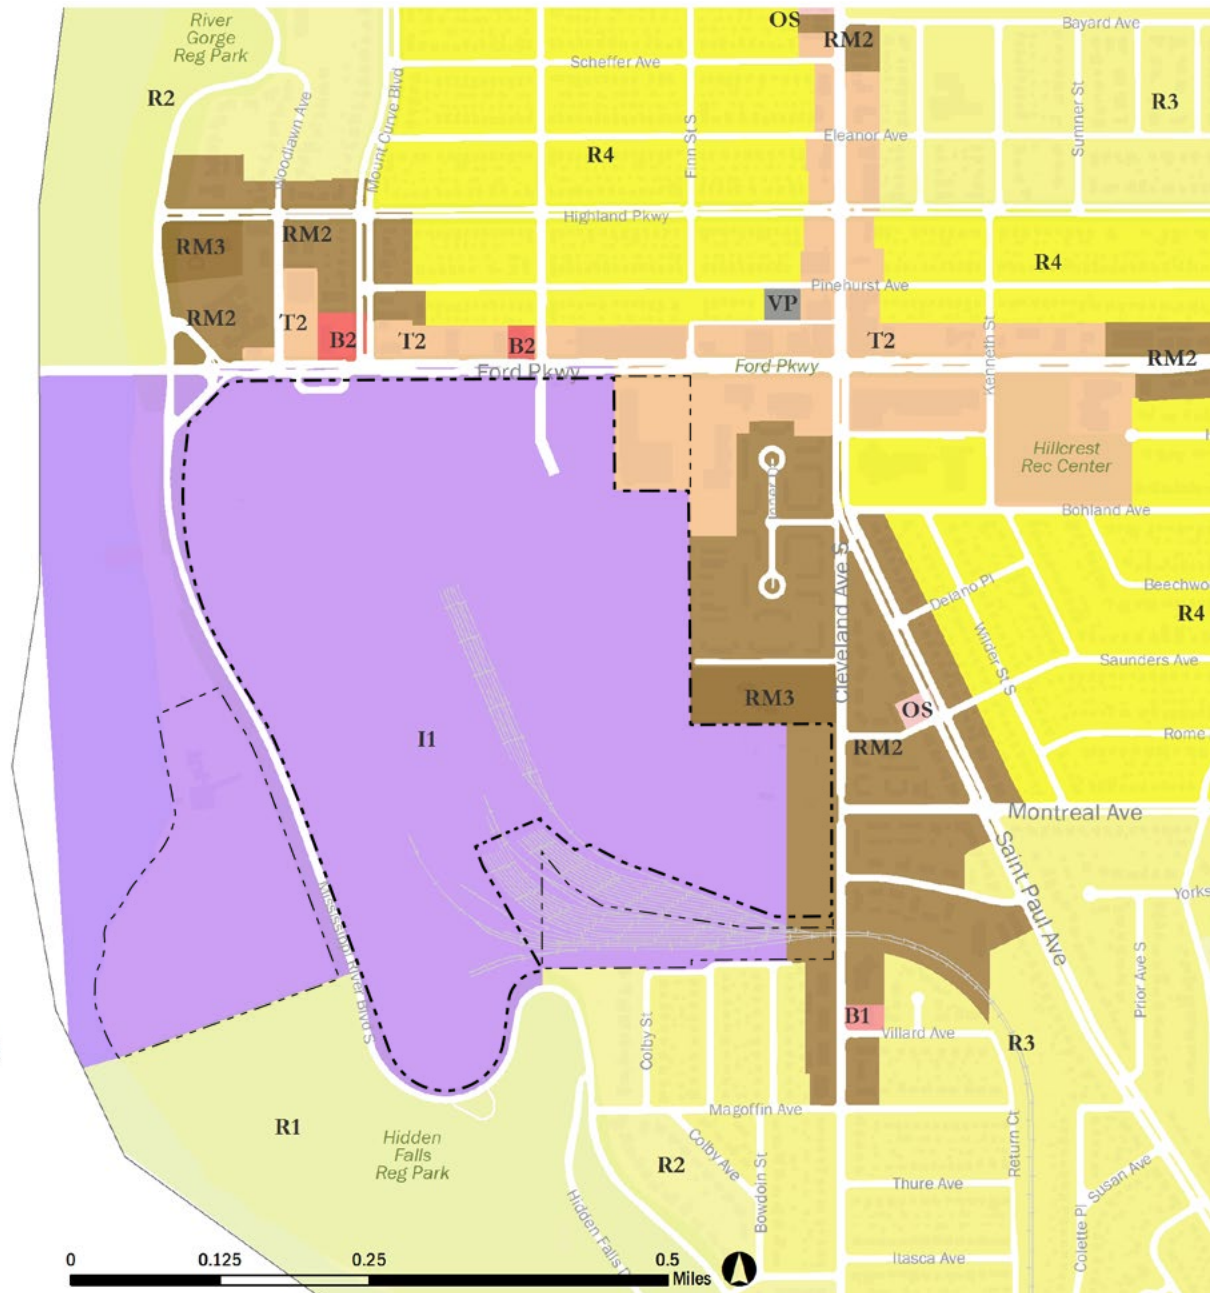 River
Gorge
Reg Park
OS
RM2
Bayard Ave
Scheffer Ave
R2
Woodlawn Ave
Mount Curve Blvd
Finn St S
Sumner St
R3
Eleanor Ave
R4
Highland Pkwy
RM3
RM2
R4
Pinehurst Ave
VP
RM2
T2
B2
T2
B2
T2
Kenneth St
RM2
Ford Pkwy
Ford Pkwy
Hillcrest
Rec Center
H
Bohland Ave
Cleveland Ave S
Delano Pl
Beechwo
R4
Wilder St S
Saunders Ave
RM3
OS
I1
RM2
Rome
Montreal Ave
Saint Paul Ave
Mississippi River Blvd S
Yorks
Prior Ave S
B1
Villard Ave
R3
Colby St
R1
Hidden
Falls
Reg Park
Magoffin Ave
R2
Colby Ave
Bowdoin St
Return Ct
Thure Ave
Susan Ave
Colette Pl
Hidden Falls D
Itasca Ave
0
0.125
0.25
0.5
Miles